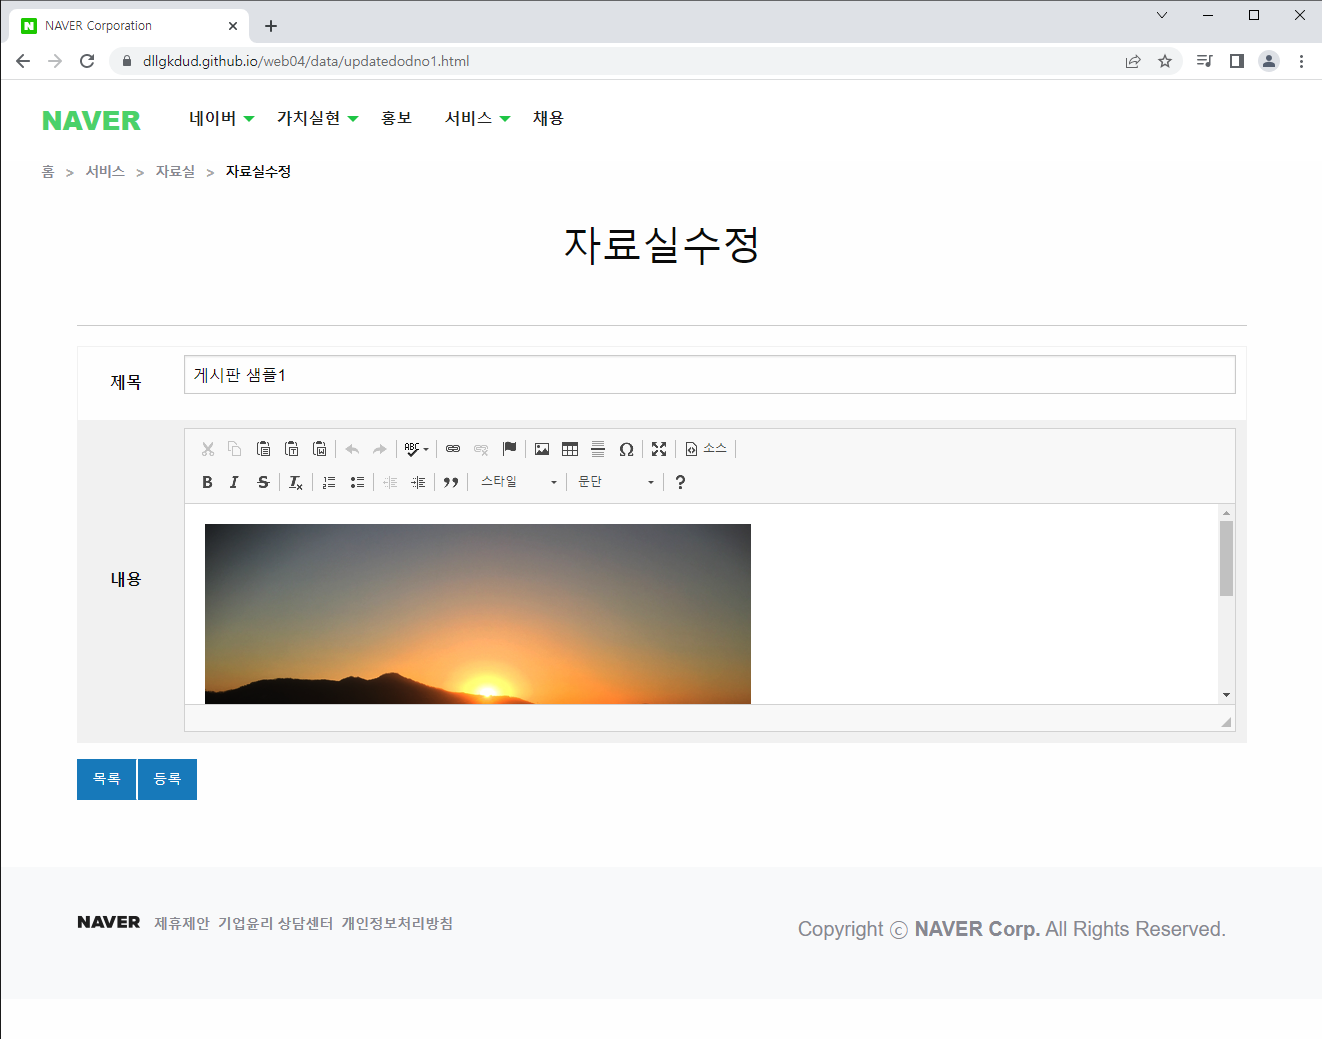 NAVER Corporation
dllgkdud.github.io/web04/data/updatedodno1.html
NAVER 네이버 가치실현 홍보 서비스 채용
홈 > 서비스 > 자료실 > 자료실수정
자료실수정
제목 게시판 샘플1
ABC Ω 소스
B I S Ix 스타일 문단 ?
내용
목록 등록
NAVER 제휴제안 기업윤리 상담센터 개인정보처리방침
Copyright ⓒ NAVER Corp. All Rights Reserved.